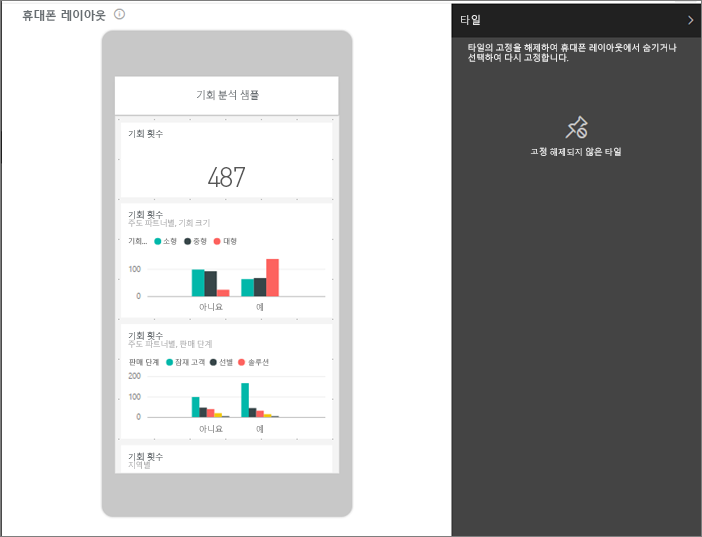 휴대폰 레이아웃
기회 분석 샘플
기회 횟수
487
기회 횟수
주도 파트너별, 기회 크기
기회... 소형 중형 대형
100
0
아니요 예
기회 횟수
주도 파트너별, 판매 단계
판매 단계 잠재 고객 선별 솔루션
200
100
0
아니요 예
기회 횟수
지역별
타일
타일의 고정을 해제하여 휴대폰 레이아웃에서 숨기거나
선택하여 다시 고정합니다.
고정 해제되지 않은 타일